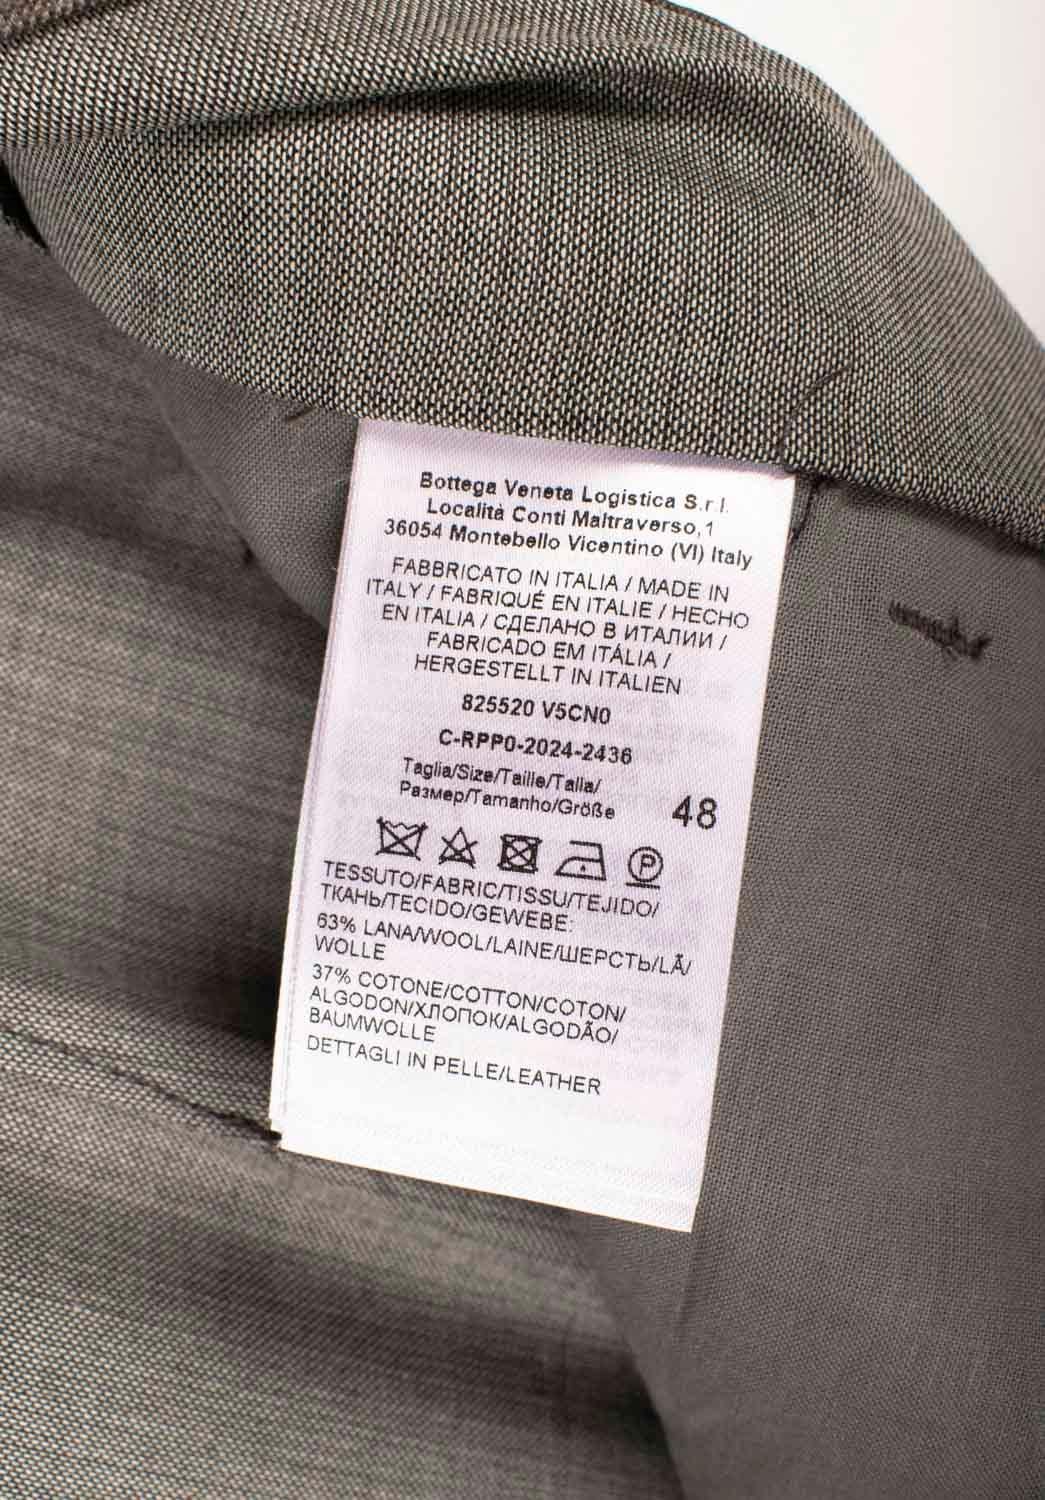 Bottega Veneta Logistica S.r.l.
Località Conti Maltraverso,1
36054 Montebello Vicentino (VI) Italy
FABBRICATO IN ITALIA / MADE IN
ITALY / FABRIQUÉ EN ITALIE / HECHO
EN ITALIA / СДЕЛАНО В ИТАЛИИ /
FABRICADO EM ITÁLIA /
HERGESTELLT IN ITALIEN
825520 V5CN0
C-RPP0-2024-2436
Taglia/Size/Taille/Talla/
Размер/Tamanho/Größe 48
P
TESSUTO/FABRIC/TISSU/TEJIDO/
ТКАНЬ/TECIDO/GEWEBE:
63% LANA/WOOL/LAINE/ШЕРСТЬ/LÃ/
WOLLE
37% COTONE/COTTON/COTON/
ALGODON/ХЛОПОК/ALGODÃO/
BAUMWOLLE
DETTAGLI IN PELLE/LEATHER